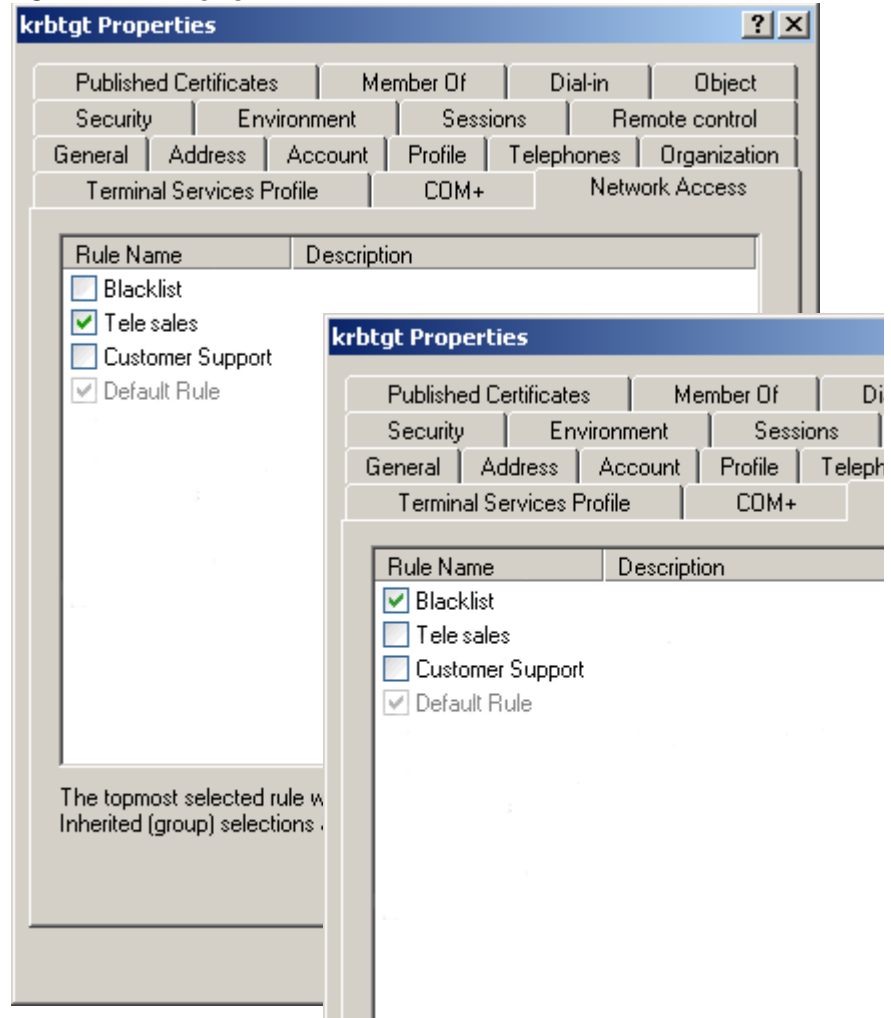 krbtgt Properties
Published Certificates Member Of Dial-in Object
Security Environment Sessions Remote control
General Address Account Profile Telephones Organization
Terminal Services Profile COM+ Network Access
Rule Name Description
Blacklist
Tele sales
Customer Support
Default Rule
The topmost selected rule
Inherited (group) selections
krbtgt Properties
Published Certificates Member Of
Security Environment Sessions
General Address Account Profile
Terminal Services Profile COM+
Rule Name Description
Blacklist
Tele sales
Customer Support
Default Rule